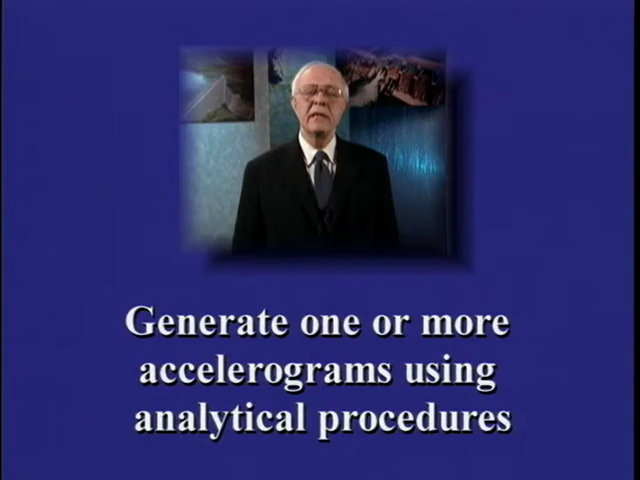 Generate one or more
accelerograms using
analytical procedures